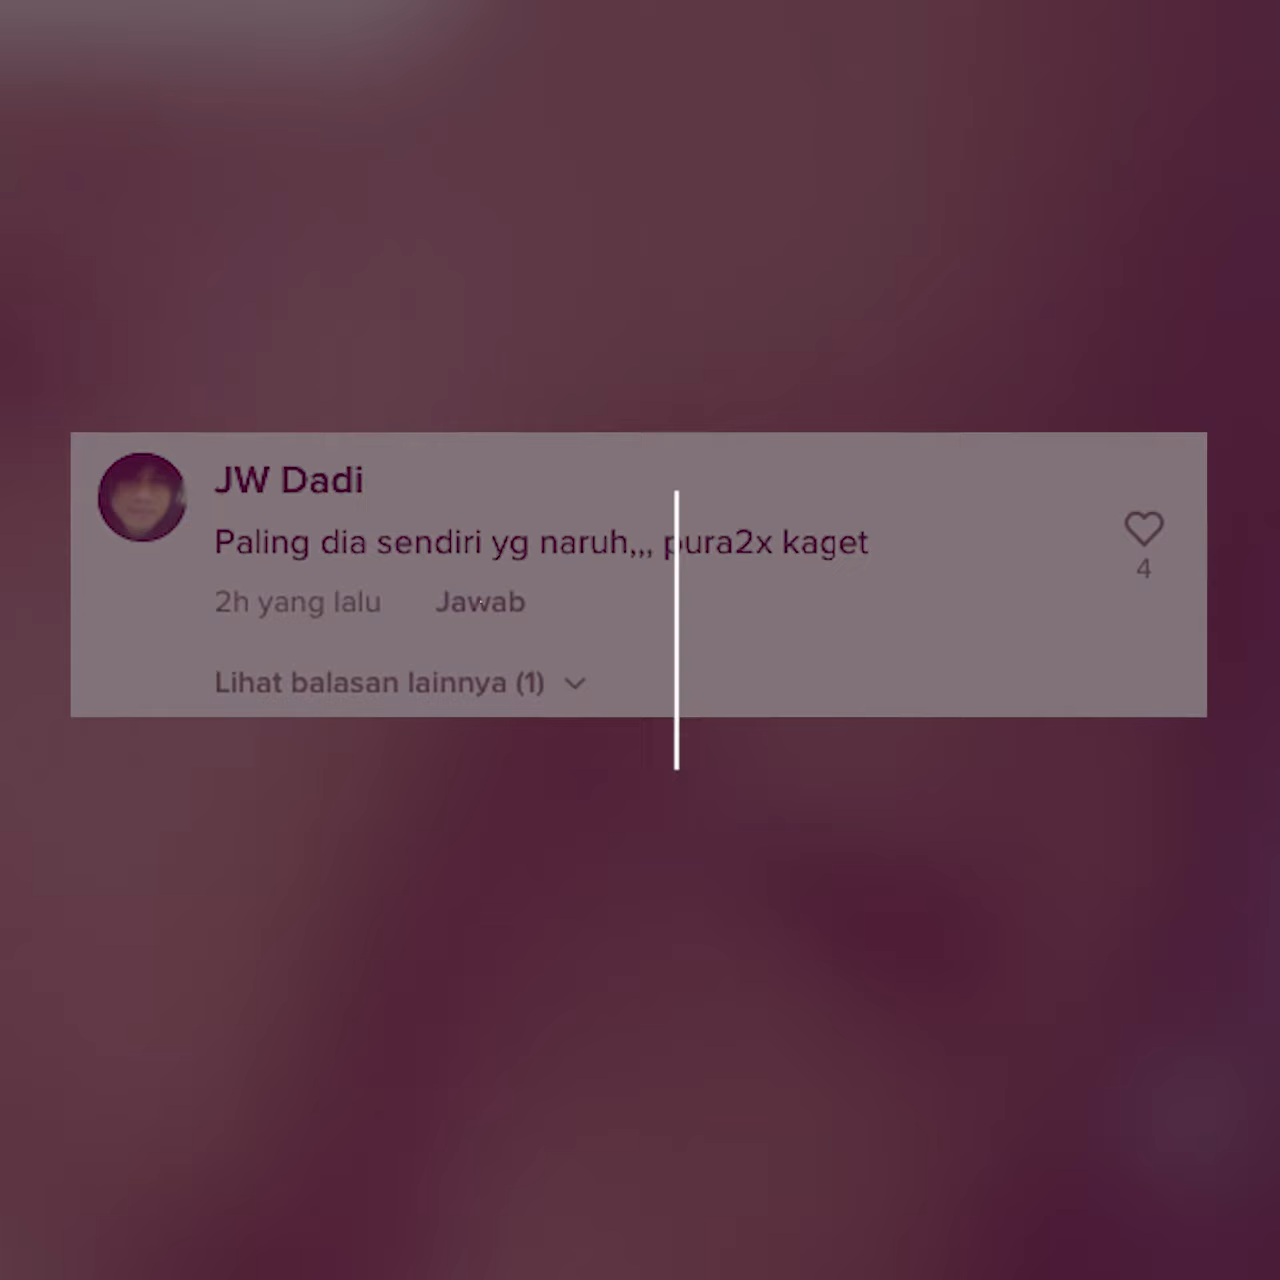 JW Dadi
Paling dia sendiri yg naruh,,, pura2x kaget
4
2h yang lalu Jawab
Lihat balasan lainnya (1)